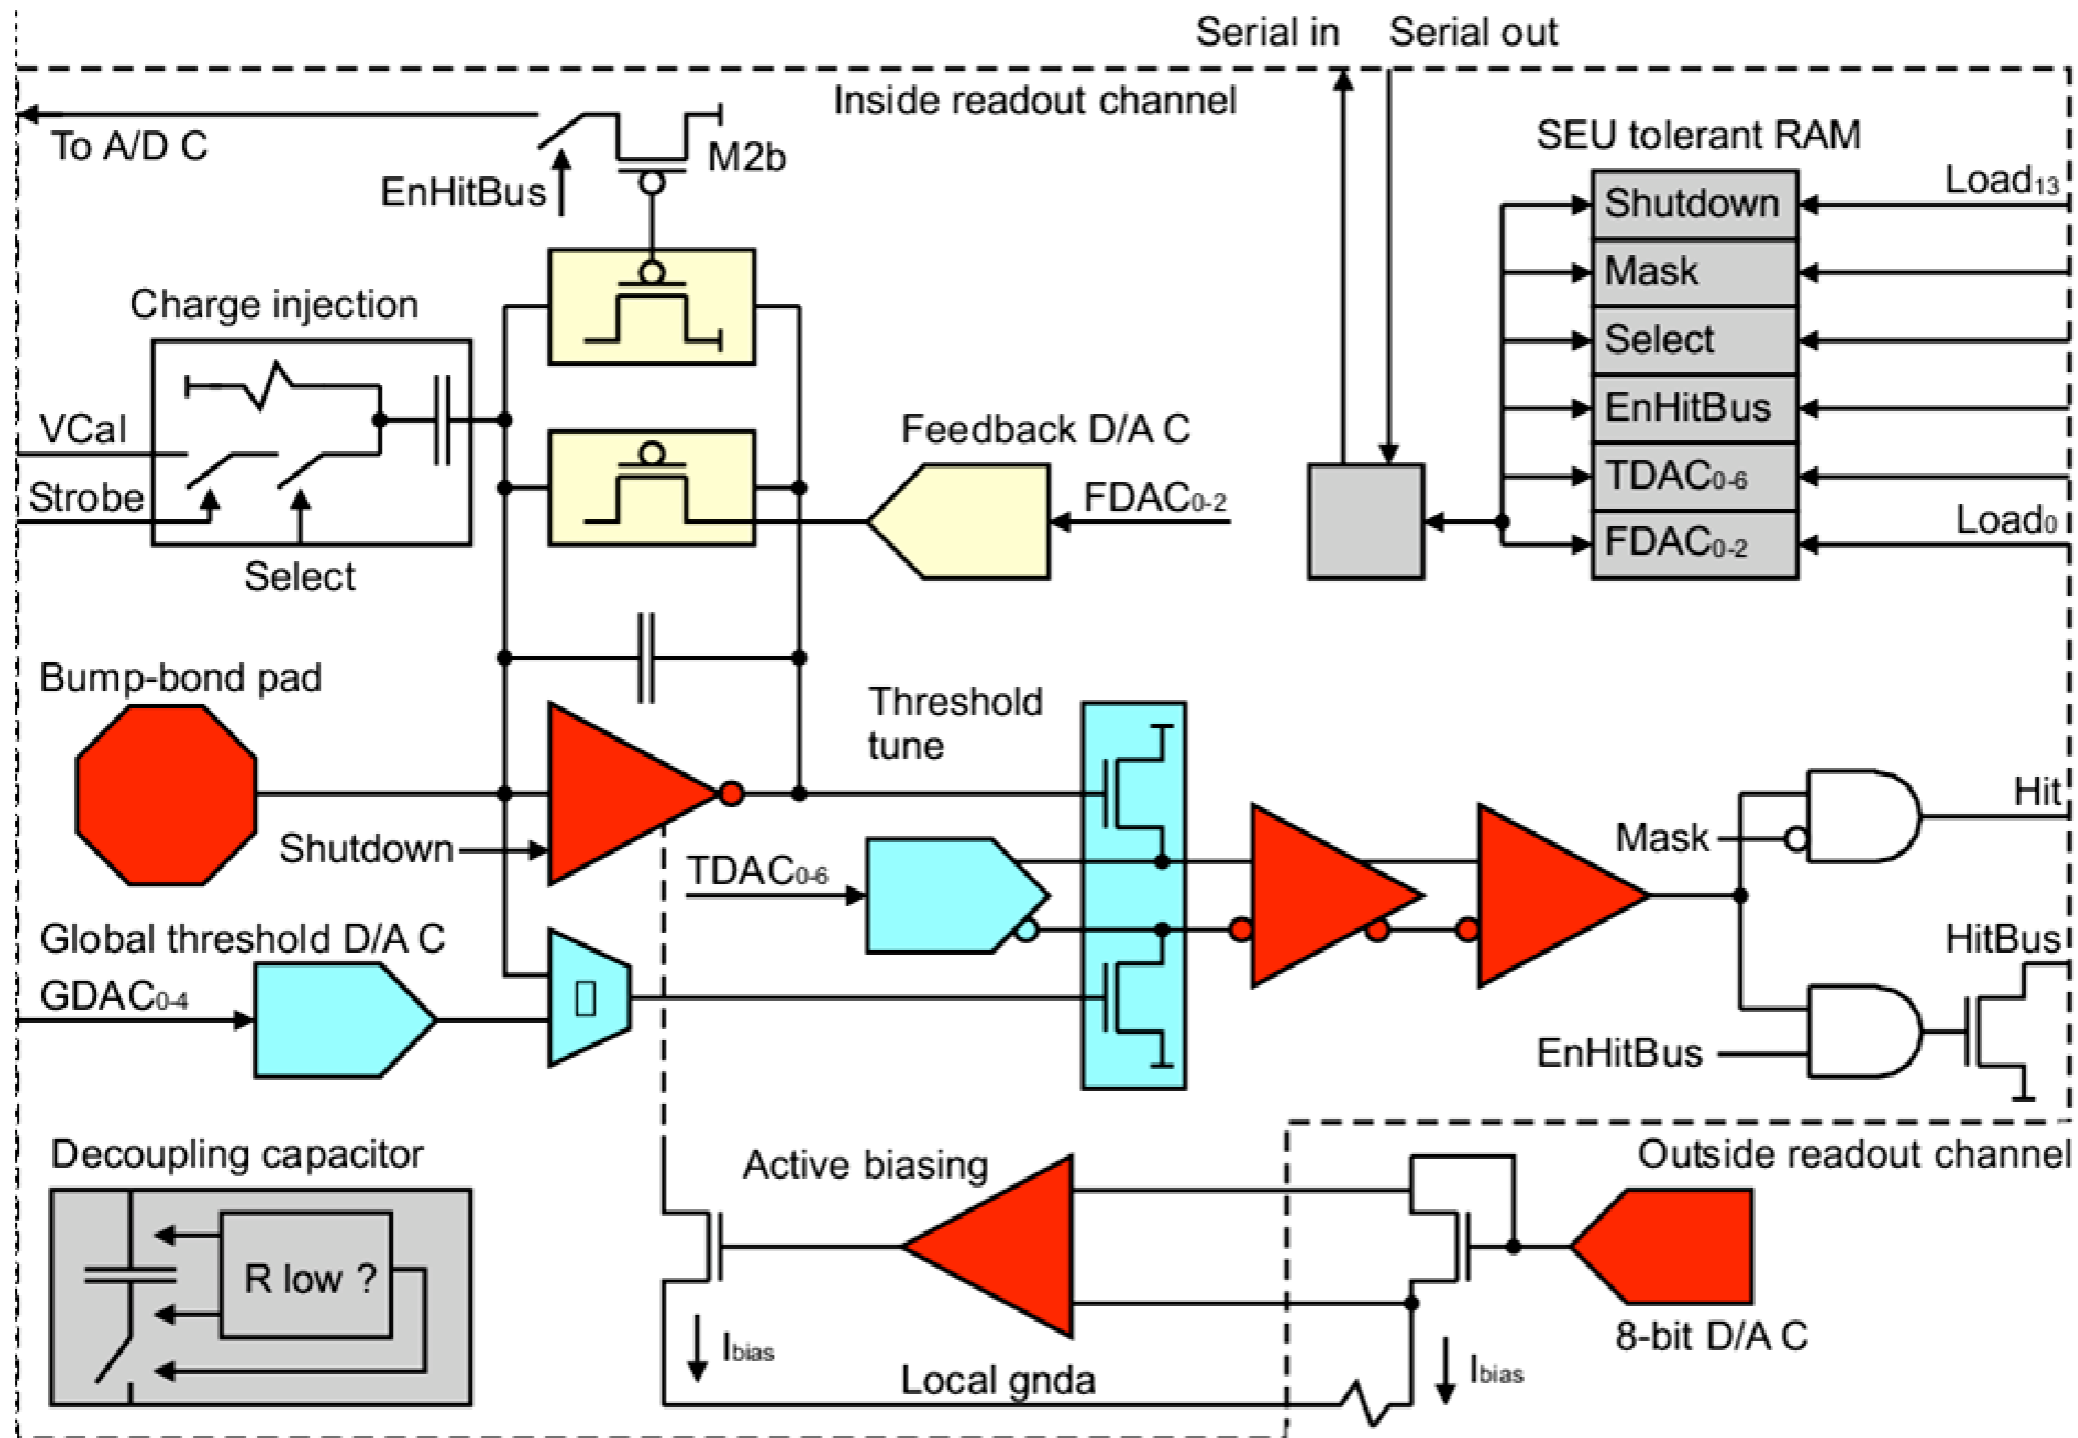 Serial in
Serial out
Inside readout channel
To A/D C
M2b
EnHitBus
SEU tolerant RAM
Load13
Shutdown
Mask
Select
EnHitBus
TDAC0-6
FDAC0-2
Load0
Charge injection
VCal
Strobe
Select
Feedback D/A C
FDAC0-2
Bump-bond pad
Shutdown
Threshold
tune
TDAC0-6
Global threshold D/A C
GDAC0-4
Mask
Hit
HitBus
EnHitBus
Decoupling capacitor
R low ?
Active biasing
Outside readout channel
8-bit D/A C
Ibias
Ibias
Local gnda